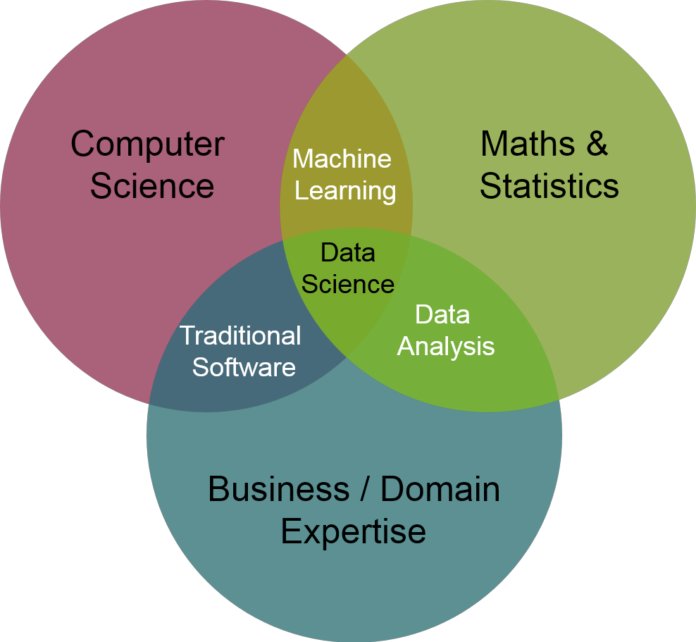 Computer
Science
Maths &
Statistics
Machine
Learning
Data
Science
Data
Analysis
Traditional
Software
Business / Domain
Expertise